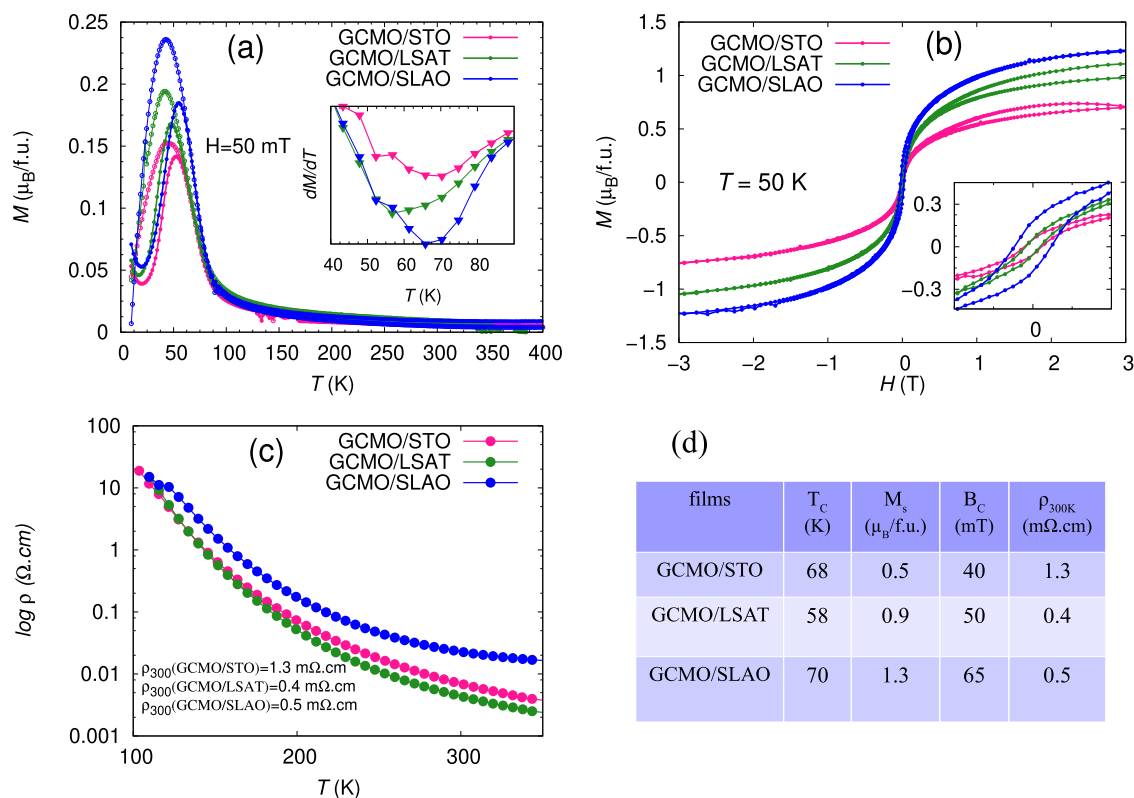 (a)
GCMO/STO
GCMO/LSAT
GCMO/SLAO
H=50 mT
M (μB/f.u.)
0.25
0.2
0.15
0.1
0.05
0
0 50 100 150 200 250 300 350 400
T (K)
dM/dT
40 50 60 70 80
T (K)
(b)
GCMO/STO
GCMO/LSAT
GCMO/SLAO
T = 50 K
M (μB/f.u.)
1.5
1
0.5
0
−0.5
−1
−1.5
−3 −2 −1 0 1 2 3
H (T)
0.3
0
−0.3
0
(c)
GCMO/STO
GCMO/LSAT
GCMO/SLAO
log ρ (Ω.cm)
100
10
1
0.1
0.01
0.001
ρ300(GCMO/STO)=1.3 mΩ.cm
ρ300(GCMO/LSAT)=0.4 mΩ.cm
ρ300(GCMO/SLAO)=0.5 mΩ.cm
100 200 300
T (K)
(d)
films TC (K) Ms (μB/f.u.) BC (mT) ρ300K (mΩ.cm)
GCMO/STO 68 0.5 40 1.3
GCMO/LSAT 58 0.9 50 0.4
GCMO/SLAO 70 1.3 65 0.5